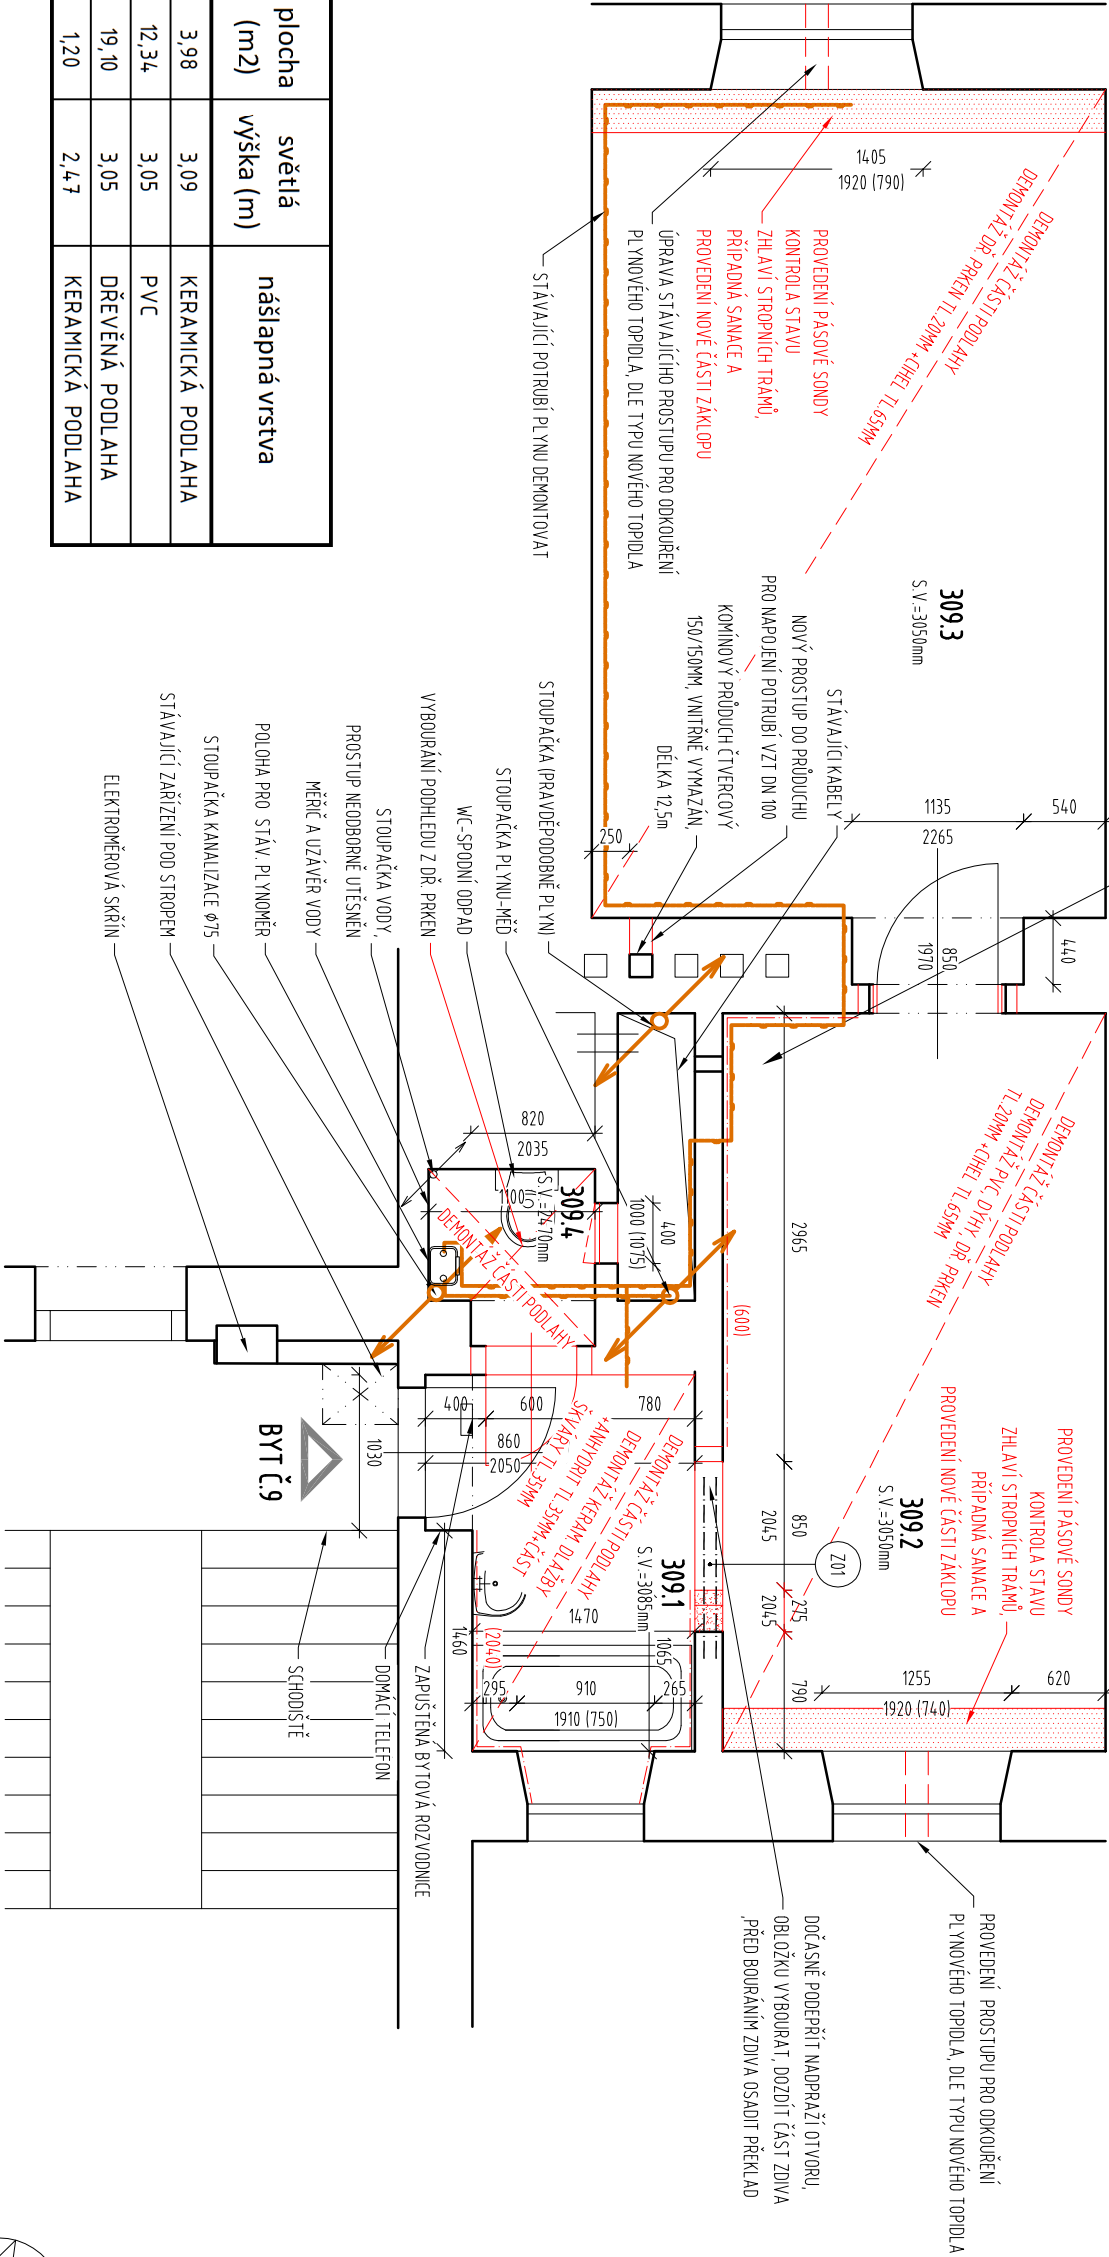 plocha
(m2)
světlá
výška (m)
nášlapná vrstva
3,98
3,09
KERAMICKÁ PODLAHA
12,34
3,05
PVC
19,10
3,05
DŘEVĚNÁ PODLAHA
1,20
2,47
KERAMICKÁ PODLAHA
DEMONTÁŽ ČÁSTI PODLAHY
DEMONTÁŽ DŘ. PRKEN TL.20MM +CIHEL TL.65MM
1405
1920 (790)
PROVEDENÍ PÁSOVÉ SONDY
KONTROLA STAVU
ZHLAVÍ STROPNÍCH TRÁMŮ,
PŘÍPADNÁ SANACE A
PROVEDENÍ NOVÉ ČÁSTI ZÁKLOPU
ÚPRAVA STÁVAJÍCÍHO PROSTUPU PRO ODKOUŘENÍ
PLYNOVÉHO TOPIDLA, DLE TYPU NOVÉHO TOPIDLA
STÁVAJÍCÍ POTRUBÍ PLYNU DEMONTOVAT
309.3
S.V.=3050mm
STÁVAJÍCÍ KABELY
NOVÝ PROSTUP DO PRŮDUCHU
PRO NAPOJENÍ POTRUBÍ VZT DN 100
KOMÍNOVÝ PRŮDUCH ČTVERCOVÝ
150/150MM, VNITŘNĚ VYMAZÁN,
DÉLKA 12,5m
STOUPAČKA (PRAVDĚPODOBNĚ PLYN)
STOUPAČKA PLYNU-MĚĎ
WC-SPODNÍ ODPAD
VYBOURÁNÍ PODHLEDU Z DŘ. PRKEN
STOUPAČKA VODY,
PROSTUP NEODBORNĚ UTĚSNĚN
MĚŘIČ A UZÁVĚR VODY
POLOHA PRO STÁV. PLYNOMĚR
STOUPAČKA KANALIZACE Ø75
STÁVAJÍCÍ ZAŘÍZENÍ POD STROPEM
ELEKTROMĚROVÁ SKŘÍŇ
540
1135
2265
250
440
850
1970
820
2035
1100
309.4
S.V.=2470mm
DEMONTÁŽ ČÁSTI PODLAHY
400
1000 (1075)
2965
(600)
DEMONTÁŽ ČÁSTI PODLAHY
DEMONTÁŽ PVC, DÝHY, DŘ. PRKEN
TL.20MM +CIHEL TL.65MM
PROVEDENÍ PÁSOVÉ SONDY
KONTROLA STAVU
ZHLAVÍ STROPNÍCH TRÁMŮ,
PŘÍPADNÁ SANACE A
PROVEDENÍ NOVÉ ČÁSTI ZÁKLOPU
309.2
S.V.=3050mm
Z01
850
2045
275
2045
790
620
1255
1920 (740)
780
600
400
860
2050
1030
BYT Č.9
DEMONTÁŽ ČÁSTI PODLAHY
DEMONTÁŽ KERAM. DLAŽBY
+ANHYDRIT TL.35MM+ČÁST
ŠKVÁRY TL.35MM
309.1
S.V.=3085mm
1470
1460
(2040)
1065
295
910
265
1910 (750)
ZAPUŠTĚNÁ BYTOVÁ ROZVODNICE
DOMÁCÍ TELEFON
SCHODIŠTĚ
PROVEDENÍ PROSTUPU PRO ODKOUŘENÍ
PLYNOVÉHO TOPIDLA, DLE TYPU NOVÉHO TOPIDLA
DOČASNĚ PODEPŘÍT NADPRAŽÍ OTVORU,
OBLOŽKU VYBOURAT, DOZDÍT ČÁST ZDIVA
,PŘED BOURÁNÍM ZDIVA OSADIT PŘEKLAD